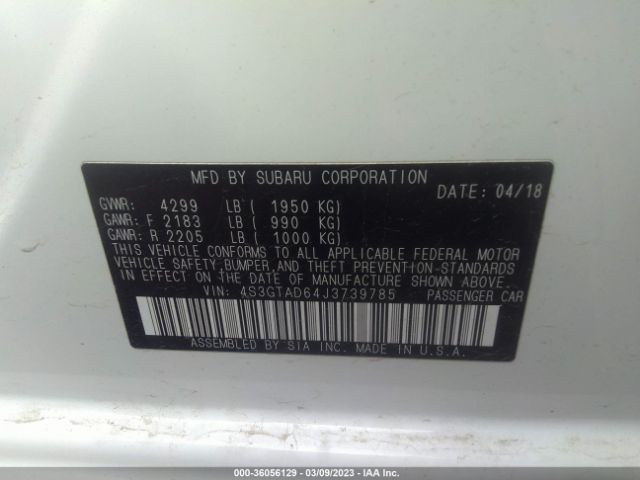 MFD BY SUBARU CORPORATION
DATE: 04/18
GVWR: 4299 LB ( 1950 KG)
GAWR: F 2183 LB ( 990 KG)
GAWR: R 2205 LB ( 1000 KG)
THIS VEHICLE CONFORMS TO ALL APPLICABLE FEDERAL MOTOR
VEHICLE SAFETY,BUMPER,AND THEFT PREVENTION-STANDARDS
IN EFFECT ON THE DATE OF MANUFACTURE SHOWN ABOVE.
VIN: 4S3GTAD64J3739785 PASSENGER CAR
ASSEMBLED BY SIA INC. MADE IN U.S.A.
000-36056129 — 03/09/2023 — IAA Inc.